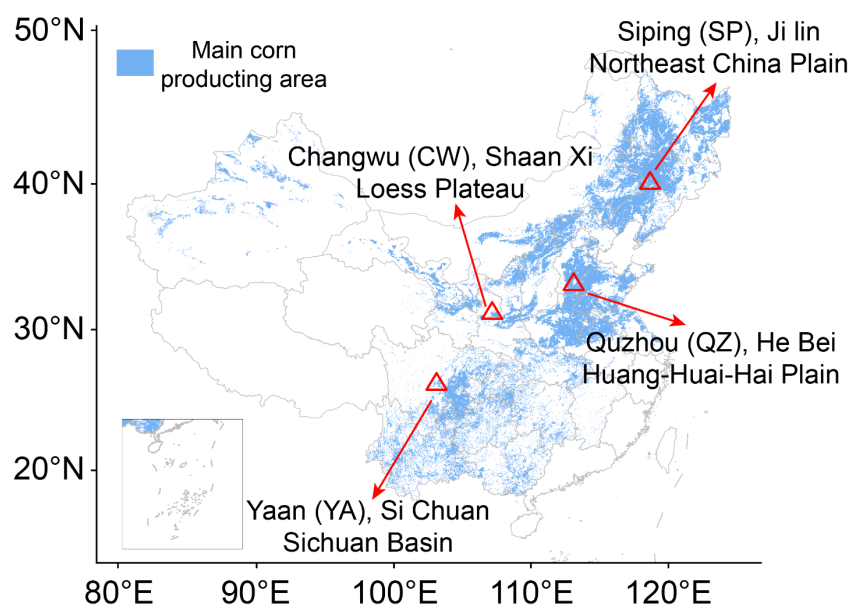 50°N
Main corn
producting area
Siping (SP), Ji lin
Northeast China Plain
Changwu (CW), Shaan Xi
Loess Plateau
40°N
30°N
Quzhou (QZ), He Bei
Huang-Huai-Hai Plain
20°N
Yaan (YA), Si Chuan
Sichuan Basin
80°E 90°E 100°E 110°E 120°E